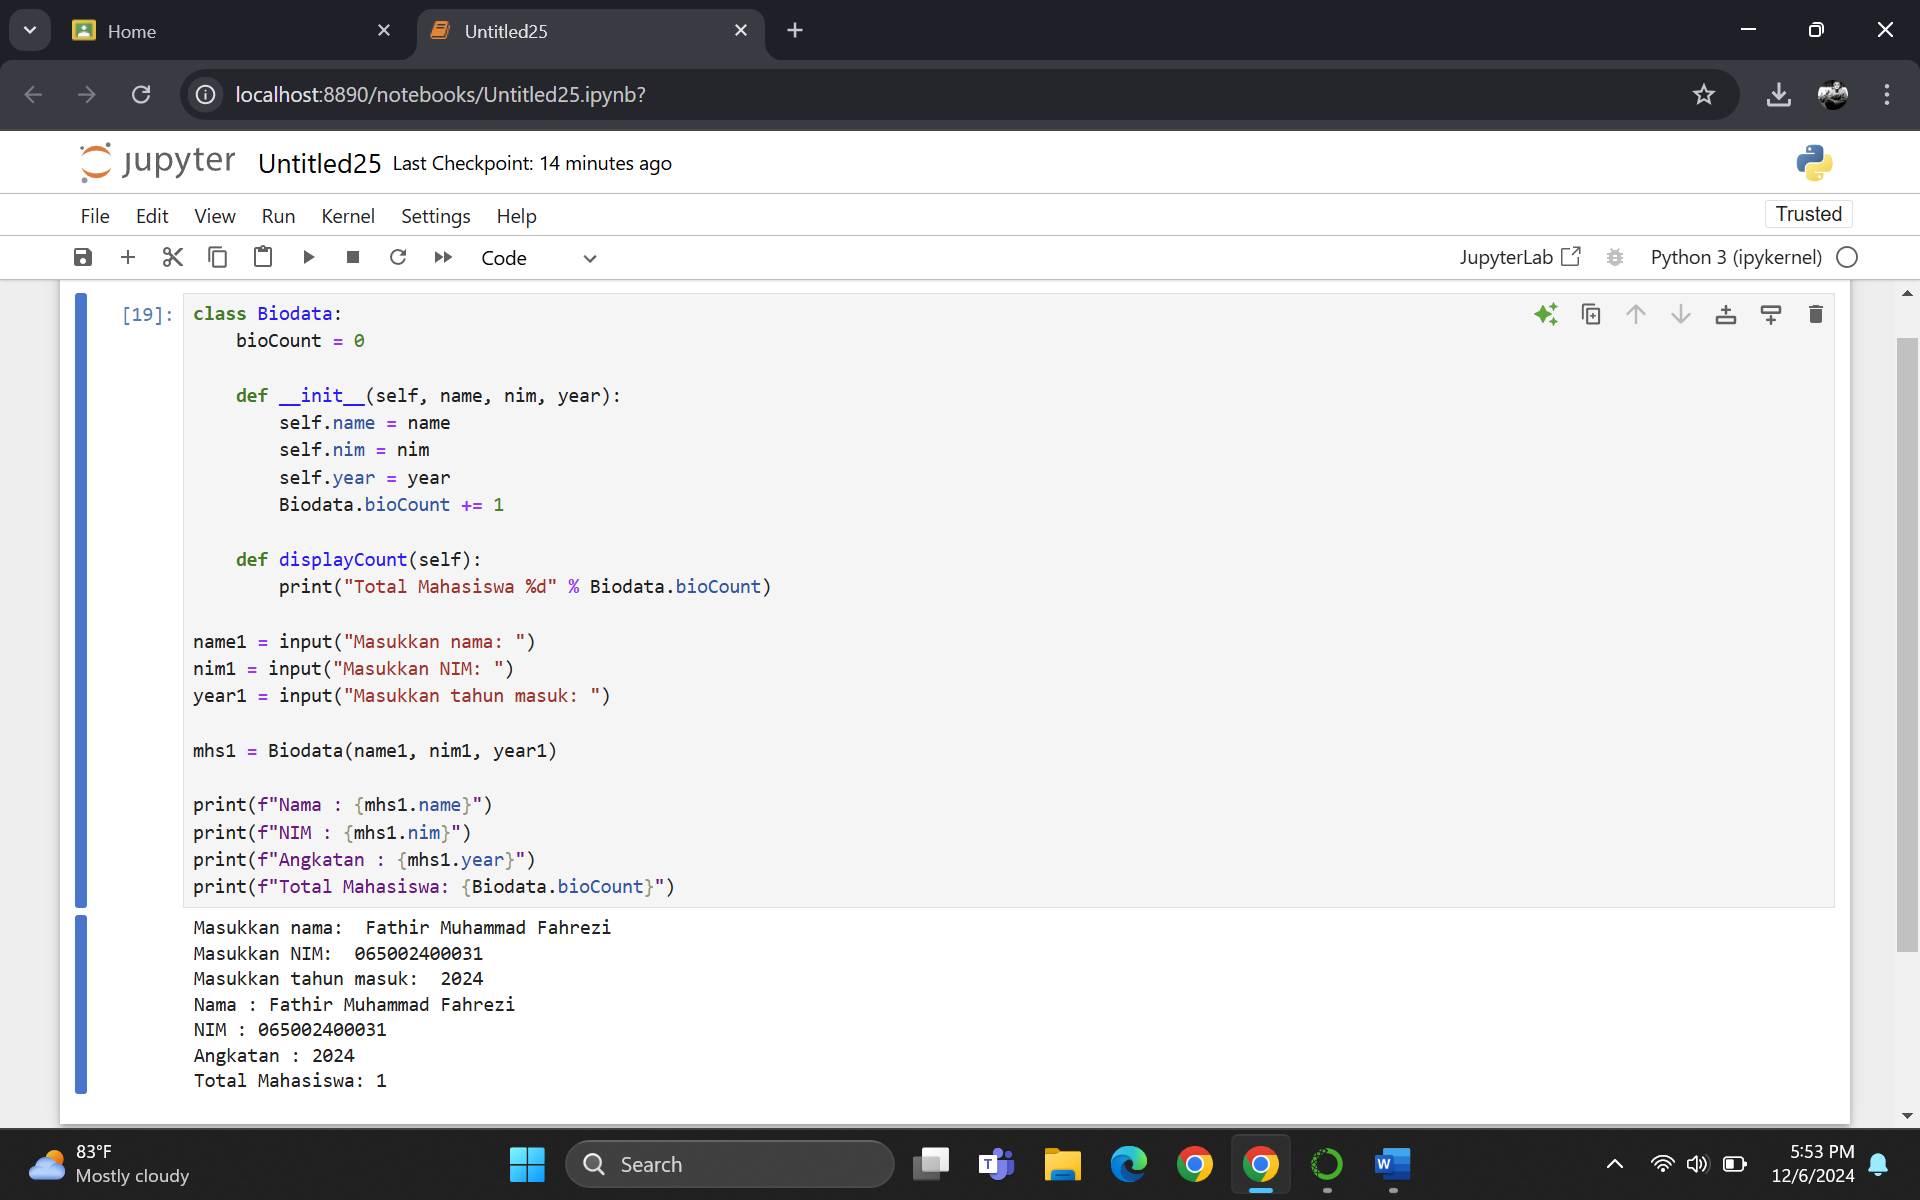 Home
Untitled25
localhost:8890/notebooks/Untitled25.ipynb?
jupyter Untitled25 Last Checkpoint: 14 minutes ago
File Edit View Run Kernel Settings Help
Trusted
Code
JupyterLab
Python 3 (ipykernel)
[19]:
class Biodata:
    bioCount = 0
    def __init__(self, name, nim, year):
        self.name = name
        self.nim = nim
        self.year = year
        Biodata.bioCount += 1
    def displayCount(self):
        print("Total Mahasiswa %d" % Biodata.bioCount)
name1 = input("Masukkan nama: ")
nim1 = input("Masukkan NIM: ")
year1 = input("Masukkan tahun masuk: ")
mhs1 = Biodata(name1, nim1, year1)
print(f"Nama : {mhs1.name}")
print(f"NIM : {mhs1.nim}")
print(f"Angkatan : {mhs1.year}")
print(f"Total Mahasiswa: {Biodata.bioCount}")
Masukkan nama:  Fathir Muhammad Fahrezi
Masukkan NIM:  065002400031
Masukkan tahun masuk:  2024
Nama : Fathir Muhammad Fahrezi
NIM : 065002400031
Angkatan : 2024
Total Mahasiswa: 1
83°F
Mostly cloudy
Search
T
W
5:53 PM
12/6/2024